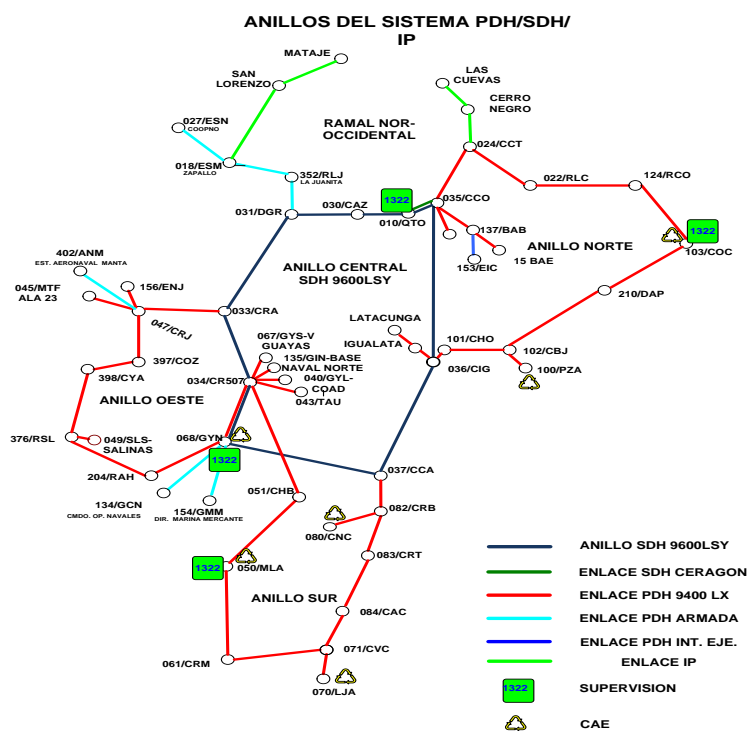 ANILLOS DEL SISTEMA PDH/SDH/
IP
MATAJE
SAN
LORENZO
LAS
CUEVAS
CERRO
NEGRO
027/ESN
COOPNO
RAMAL NOR-
OCCIDENTAL
024/CCT
018/ESM
ZAPALLO
352/RLJ
LA JUANITA
022/RLC
124/RCO
1322
035/CCO
030/CAZ
031/DGR
010/QTO
137/BAB
1322
103/COC
ANILLO NORTE
15 BAE
153/EIC
402/ANM
EST. AERONAVAL MANTA
ANILLO CENTRAL
SDH 9600LSY
045/MTF
ALA 23
156/ENJ
210/DAP
047/CRJ
033/CRA
LATACUNGA
067/GYS-V
GUAYAS
IGUALATA
101/CHO
102/CBJ
135/GIN-BASE
NAVAL NORTE
397/COZ
036/CIG
100/PZA
398/CYA
034/CR507
040/GYL-
COAD
043/TAU
ANILLO OESTE
376/RSL
049/SLS-
SALINAS
068/GYN
1322
204/RAH
037/CCA
134/GCN
CMDO. OP. NAVALES
154/GMM
DIR. MARINA MERCANTE
051/CHB
082/CRB
080/CNC
083/CRT
1322
050/MLA
ANILLO SUR
084/CAC
061/CRM
071/CVC
070/LJA
ANILLO SDH 9600LSY
ENLACE SDH CERAGON
ENLACE PDH 9400 LX
ENLACE PDH ARMADA
ENLACE PDH INT. EJE.
ENLACE IP
1322
SUPERVISION
CAE